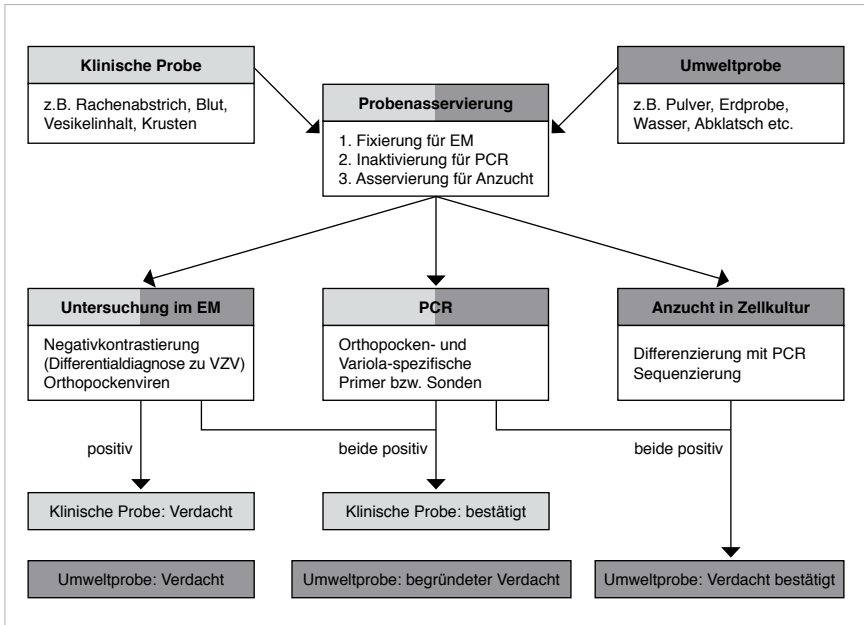 Klinische Probe
z.B. Rachenabstrich, Blut,
Vesikelinhalt, Krusten
Probenasservierung
1. Fixierung für EM
2. Inaktivierung für PCR
3. Asservierung für Anzucht
Umweltprobe
z.B. Pulver, Erdprobe,
Wasser, Abklatsch etc.
Untersuchung im EM
Negativkontrastierung
(Differentialdiagnose zu VZV)
Orthopockenviren
PCR
Orthopocken- und
Variola-spezifische
Primer bzw. Sonden
Anzucht in Zellkultur
Differenzierung mit PCR
Sequenzierung
positiv
beide positiv
beide positiv
Klinische Probe: Verdacht
Klinische Probe: bestätigt
Umweltprobe: Verdacht
Umweltprobe: begründeter Verdacht
Umweltprobe: Verdacht bestätigt